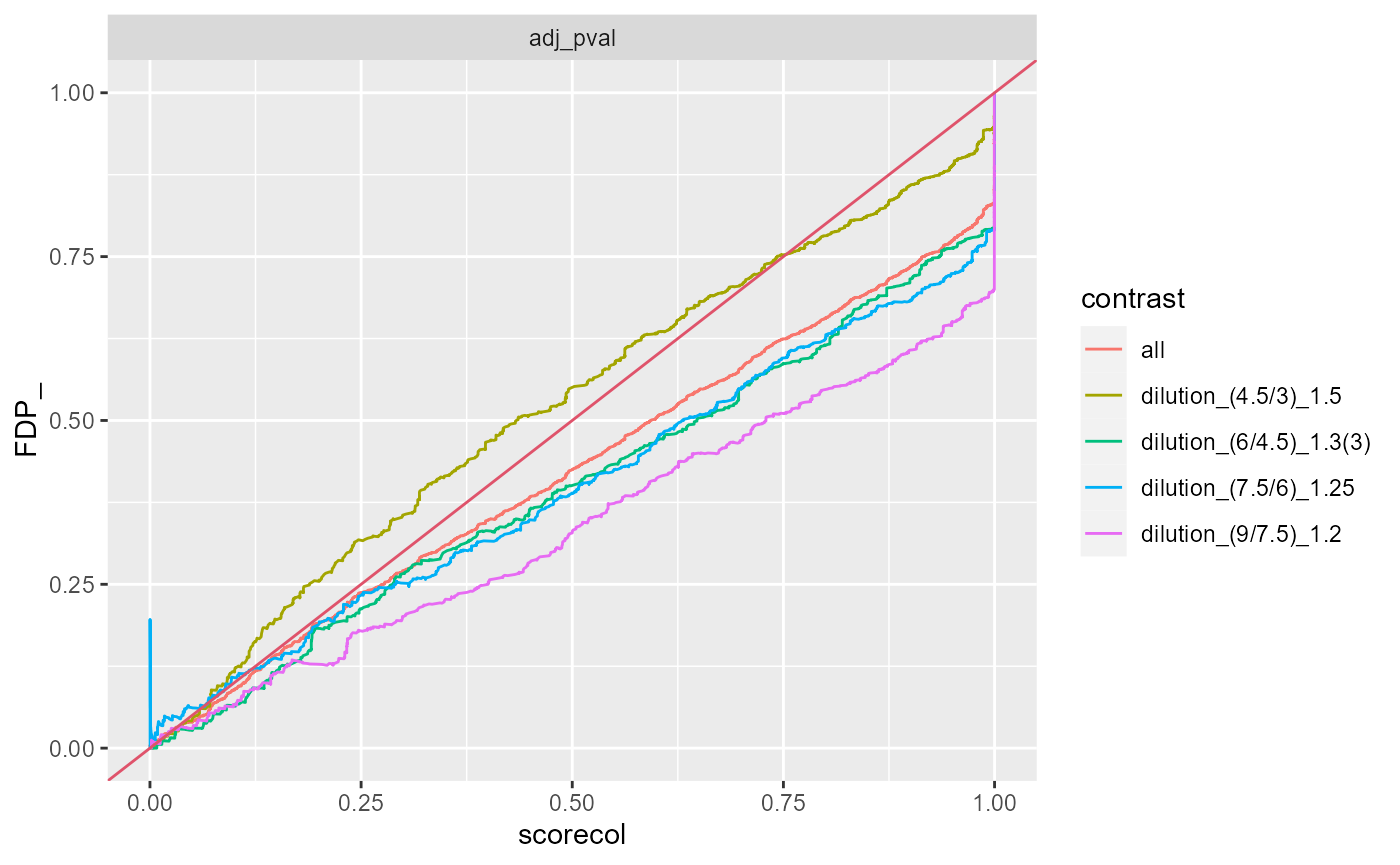 adj_pval
1.00
0.75
0.50
0.25
0.00
FDP_
0.00 0.25 0.50 0.75 1.00
scorecol
contrast
all
dilution_(4.5/3)_1.5
dilution_(6/4.5)_1.3(3)
dilution_(7.5/6)_1.25
dilution_(9/7.5)_1.2